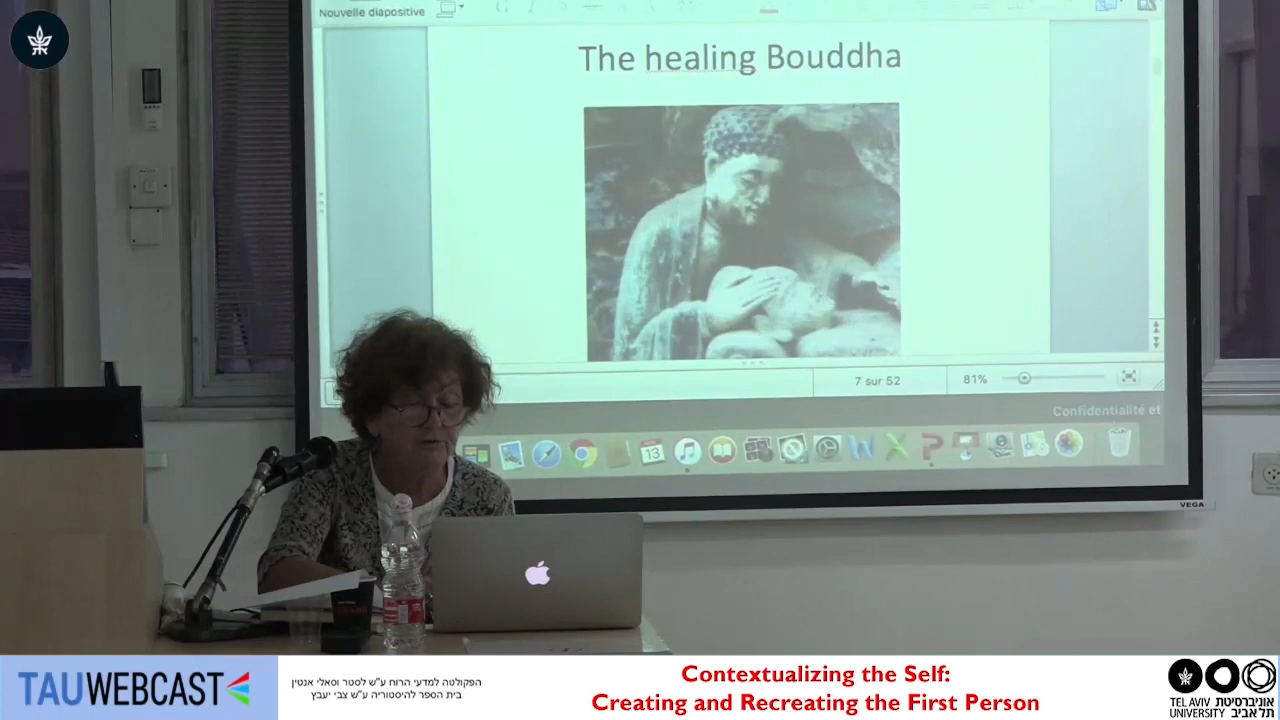 Nouvelle diapositive
The healing Bouddha
7 sur 52
81%
Confidentialité et
13
VEGA
TAUWEBCAST
הפקולטה למדעי הרוח ע"ש לסטר וסאלי אנטין
בית הספר להיסטוריה ע"ש צבי יעבץ
Contextualizing the Self:
Creating and Recreating the First Person
TEL AVIV אוניברסיטת
UNIVERSITY תל אביב